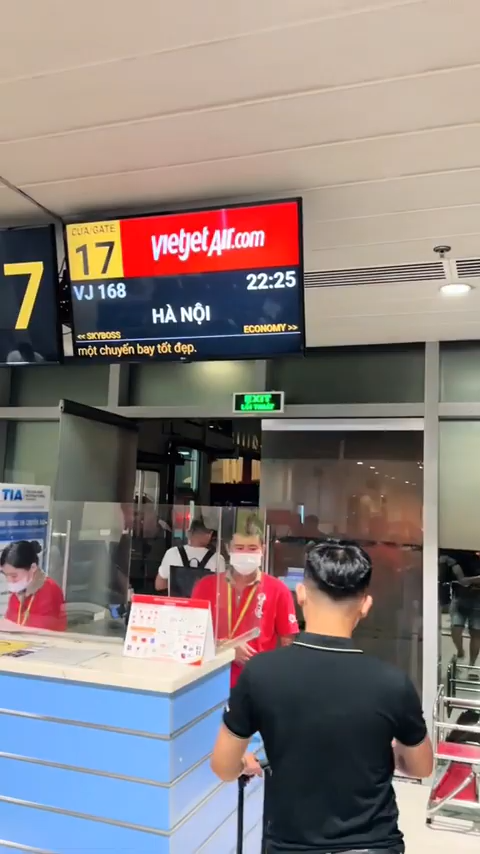 7
CỬA/GATE
17
vietjetAir.com
VJ 168
22:25
HÀ NỘI
<< SKYBOSS
ECONOMY >>
một chuyến bay tốt đẹp.
EXIT
LỐI THOÁT
TIA